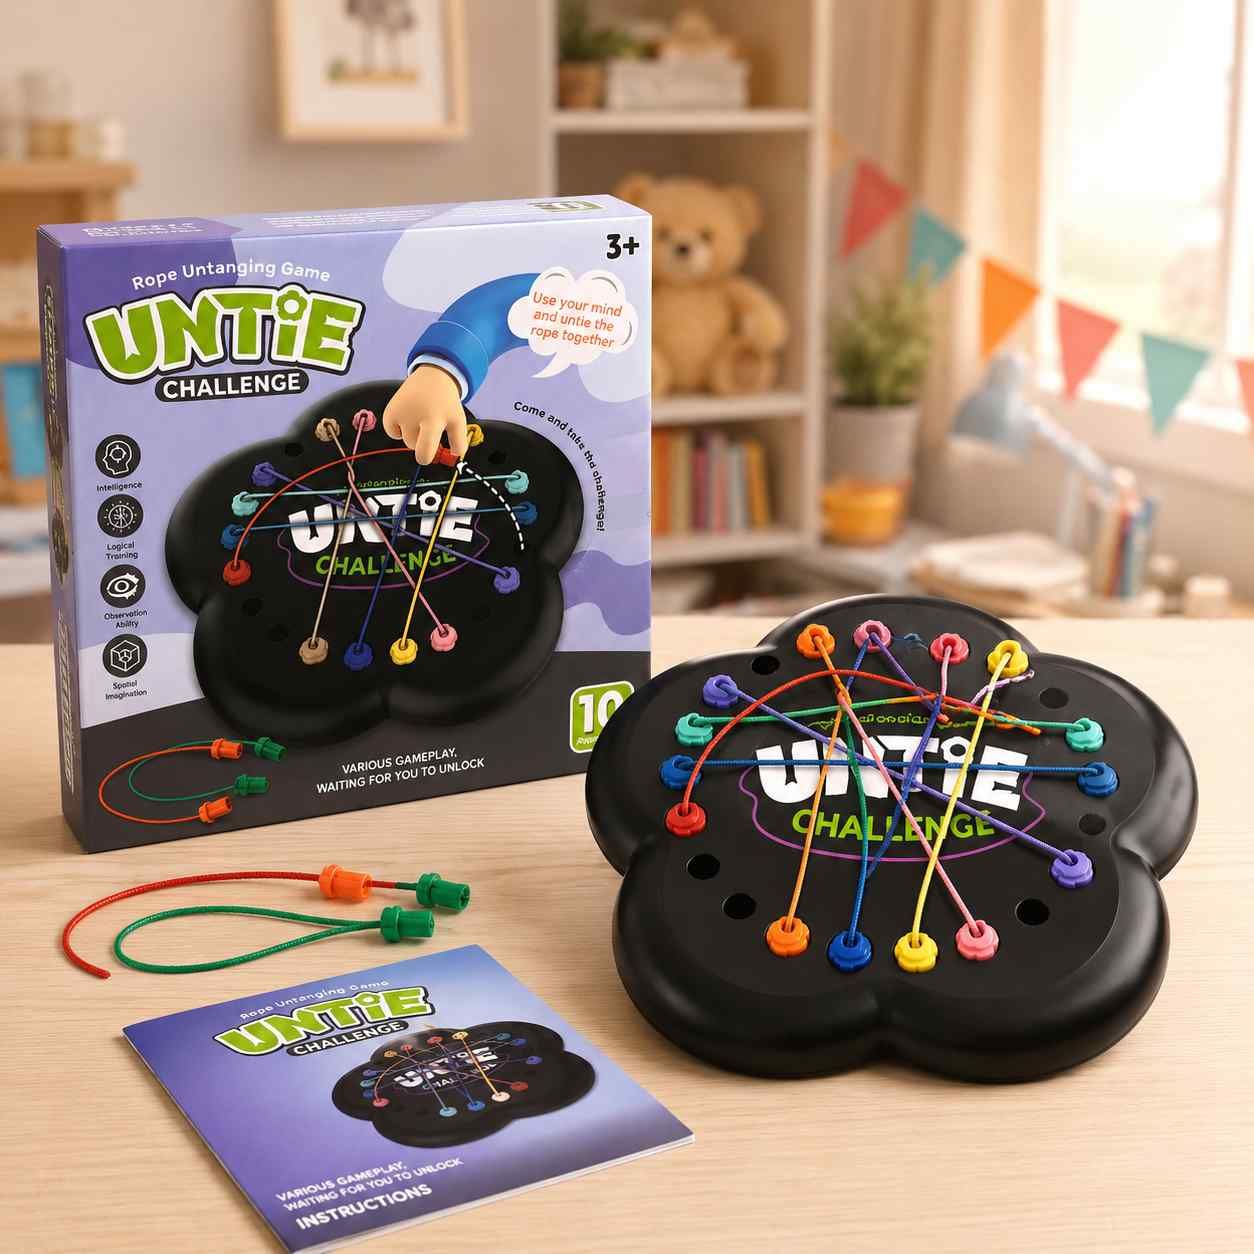 3+
Rope Untanging Game
UNTiE
CHALLENGE
Use your mind
and untie the
rope together
Come and take the challenge!
Intelligence
Logical
Training
Observation
Ability
Spatial
Imagination
UNTiE
CHALLENGE
10
VARIOUS GAMEPLAY,
WAITING FOR YOU TO UNLOCK
UNTiE
CHALLENGE
Rope Untanging Game
UNTiE
CHALLENGE
UNTiE
CHALLENGE
VARIOUS GAMEPLAY,
WAITING FOR YOU TO UNLOCK
INSTRUCTIONS